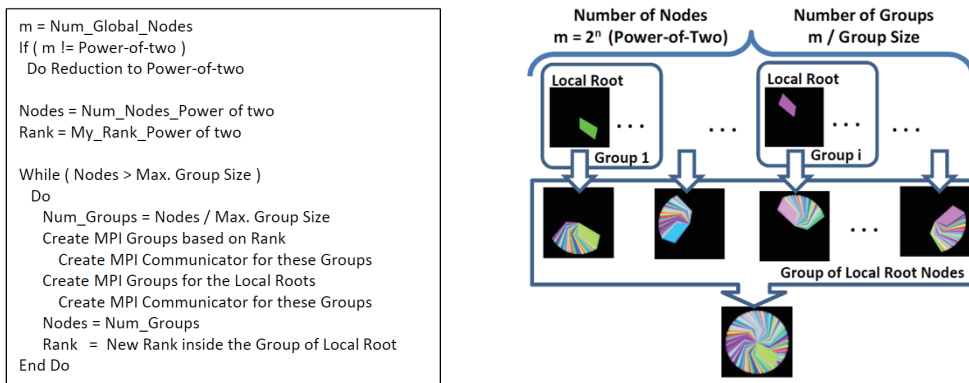 m = Num_Global_Nodes
If ( m != Power-of-two )
Do Reduction to Power-of-two
Nodes = Num_Nodes_Power of two
Rank = My_Rank_Power of two
While ( Nodes > Max. Group Size )
Do
Num_Groups = Nodes / Max. Group Size
Create MPI Groups based on Rank
Create MPI Communicator for these Groups
Create MPI Groups for the Local Roots
Create MPI Communicator for these Groups
Nodes = Num_Groups
Rank = New Rank inside the Group of Local Root
End Do
Number of Nodes
m = 2ⁿ (Power-of-Two)
Number of Groups
m / Group Size
Local Root
. . .
Group 1
. . .
Local Root
. . .
Group i
. . .
Group of Local Root Nodes